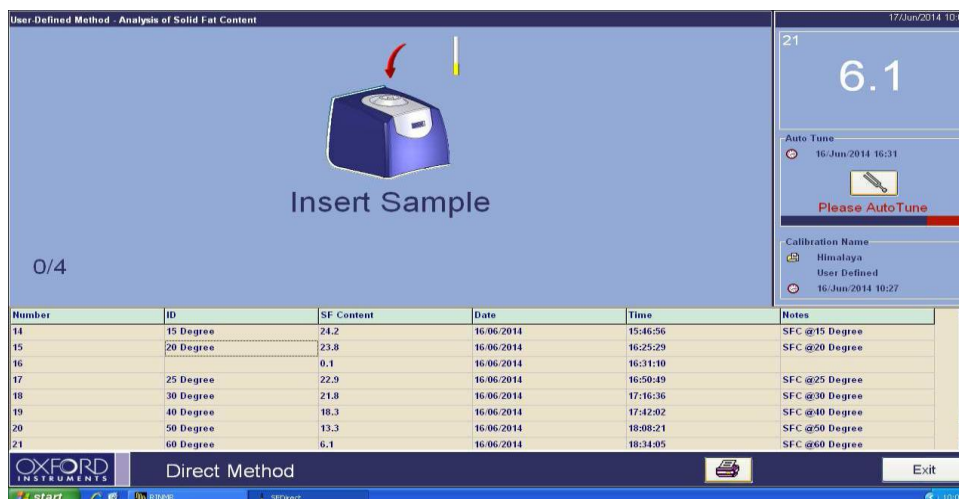 User-Defined Method - Analysis of Solid Fat Content
17/Jun/2014 10:0
21
6.1
Auto Tune
16/Jun/2014 16:31
Please AutoTune
Insert Sample
0/4
Calibration Name
Himalaya
User Defined
16/Jun/2014 10:27
Number ID SF Content Date Time Notes
14 15 Degree 24.2 16/06/2014 15:46:56 SFC @15 Degree
15 20 Degree 23.8 16/06/2014 16:25:29 SFC @20 Degree
16 0.1 16/06/2014 16:31:10
17 25 Degree 22.9 16/06/2014 16:50:49 SFC @25 Degree
18 30 Degree 21.8 16/06/2014 17:16:36 SFC @30 Degree
19 40 Degree 18.3 16/06/2014 17:42:02 SFC @40 Degree
20 50 Degree 13.3 16/06/2014 18:08:21 SFC @50 Degree
21 60 Degree 6.1 16/06/2014 18:34:05 SFC @60 Degree
OXFORD
INSTRUMENTS
Direct Method
Exit
start